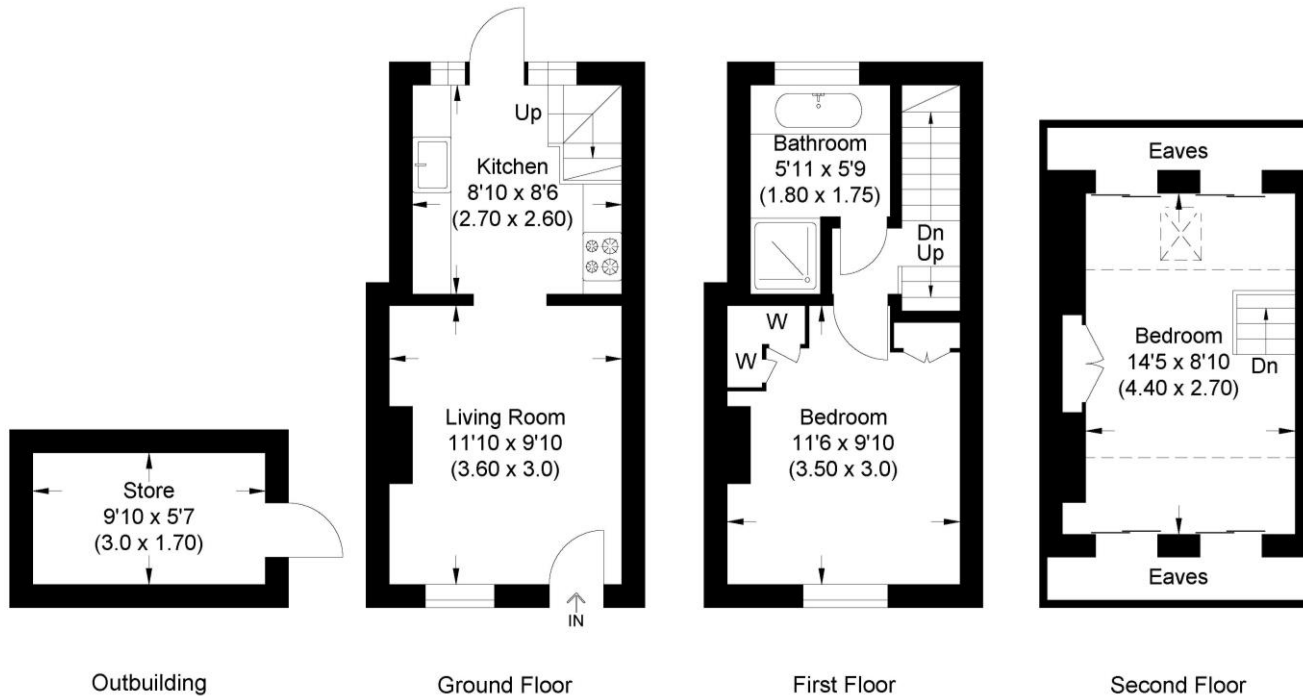 Store
9'10 x 5'7
(3.0 x 1.70)
Outbuilding
Up
Kitchen
8'10 x 8'6
(2.70 x 2.60)
Living Room
11'10 x 9'10
(3.60 x 3.0)
IN
Ground Floor
Bathroom
5'11 x 5'9
(1.80 x 1.75)
Dn
Up
W
W
Bedroom
11'6 x 9'10
(3.50 x 3.0)
First Floor
Eaves
Bedroom
14'5 x 8'10
(4.40 x 2.70)
Dn
Eaves
Second Floor